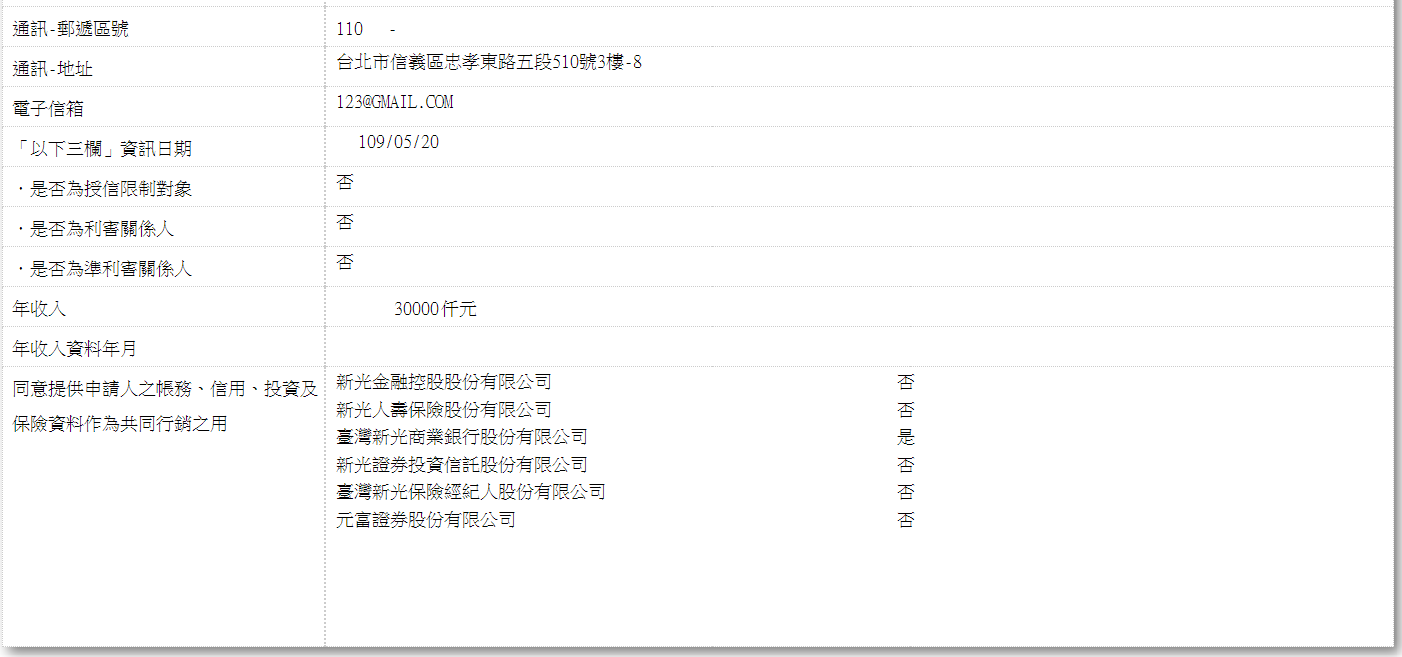 通訊-郵遞區號 110 -
通訊-地址 台北市信義區忠孝東路五段510號3樓-8
電子信箱 123@GMAIL.COM
「以下三欄」資訊日期 109/05/20
．是否為授信限制對象 否
．是否為利害關係人 否
．是否為準利害關係人 否
年收入 30000仟元
年收入資料年月
同意提供申請人之帳務、信用、投資及
保險資料作為共同行銷之用
新光金融控股股份有限公司 否
新光人壽保險股份有限公司 否
臺灣新光商業銀行股份有限公司 是
新光證券投資信託股份有限公司 否
臺灣新光保險經紀人股份有限公司 否
元富證券股份有限公司 否